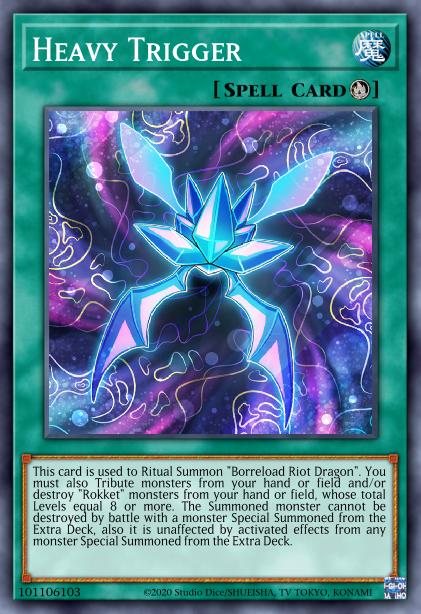 HEAVY TRIGGER
SPELL
魔
[SPELL CARD]
This card is used to Ritual Summon "Borreload Riot Dragon". You
must also Tribute monsters from your hand or field and/or
destroy "Rokket" monsters from your hand or field, whose total
Levels equal 8 or more. The Summoned monster cannot be
destroyed by battle with a monster Special Summoned from the
Extra Deck, also it is unaffected by activated effects from any
monster Special Summoned from the Extra Deck.
101106103
©2020 Studio Dice/SHUEISHA, TV TOKYO, KONAMI